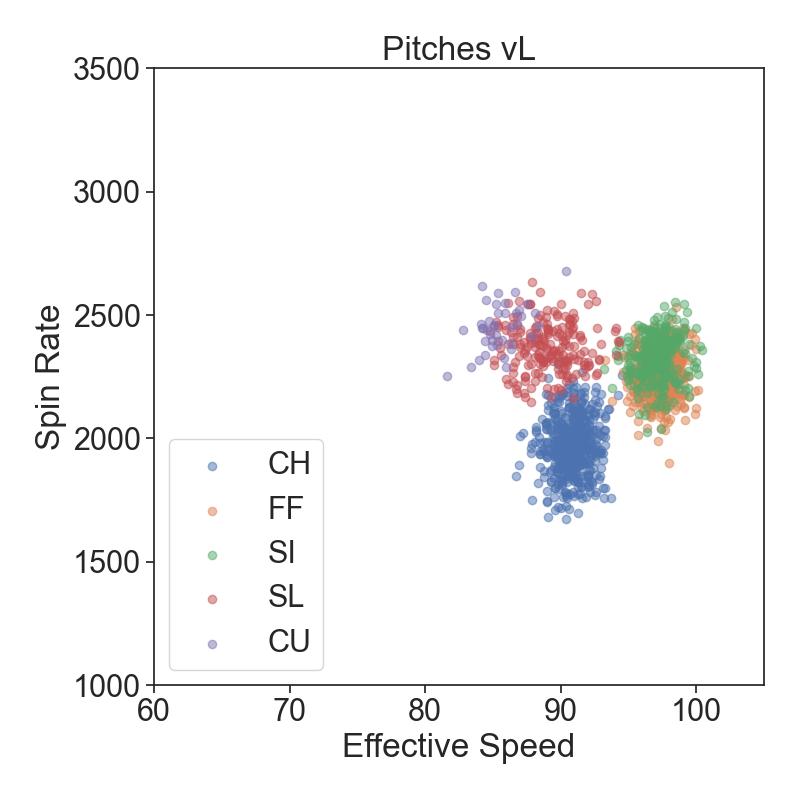 Pitches vL
3500
3000
2500
2000
1500
1000
Spin Rate
CH
FF
SI
SL
CU
60 70 80 90 100
Effective Speed